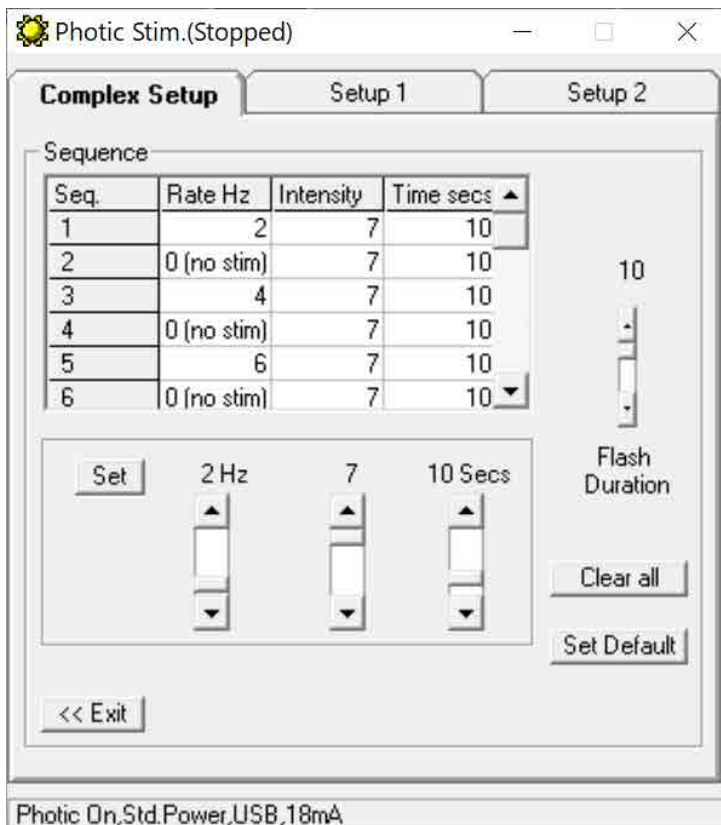 Photic Stim.(Stopped)
Complex Setup Setup 1 Setup 2
Sequence
Seq. Rate Hz Intensity Time secs
1 2 7 10
2 0 (no stim) 7 10
3 4 7 10
4 0 (no stim) 7 10
5 6 7 10
6 0 (no stim) 7 10
10
Flash
Duration
Set 2 Hz 7 10 Secs
Clear all
Set Default
<< Exit
Photic On,Std.Power,USB,18mA